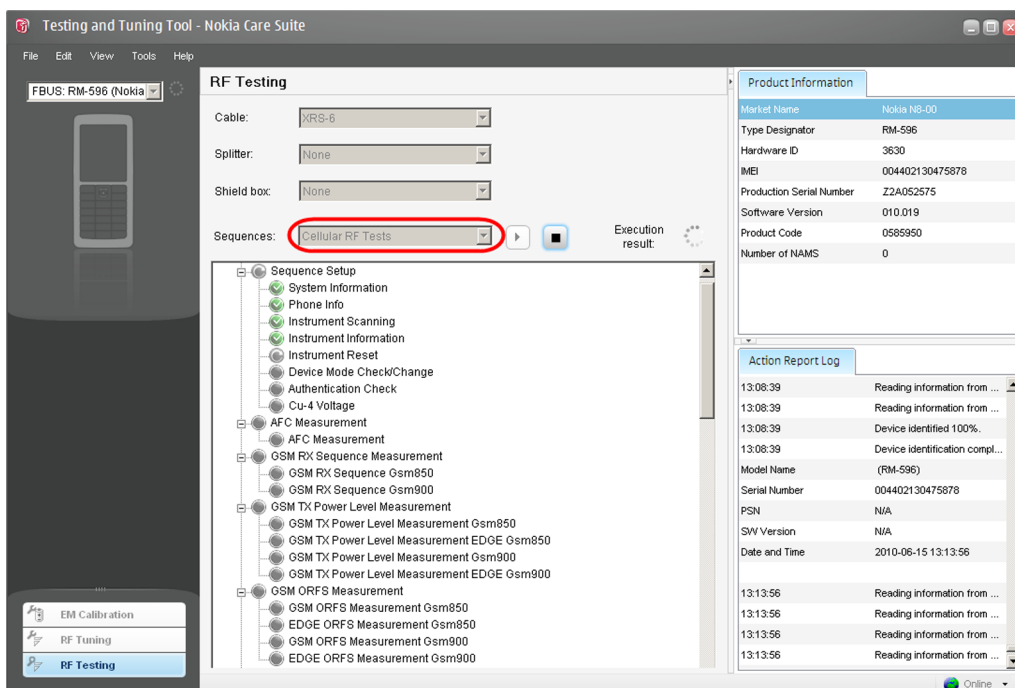 Testing and Tuning Tool - Nokia Care Suite
File Edit View Tools Help
FBUS: RM-596 (Nokia
RF Testing
Cable: XRS-6
Splitter: None
Shield box: None
Sequences: Cellular RF Tests
Execution result:
Sequence Setup
System Information
Phone Info
Instrument Scanning
Instrument Information
Instrument Reset
Device Mode Check/Change
Authentication Check
Cu-4 Voltage
AFC Measurement
AFC Measurement
GSM RX Sequence Measurement
GSM RX Sequence Gsm850
GSM RX Sequence Gsm900
GSM TX Power Level Measurement
GSM TX Power Level Measurement Gsm850
GSM TX Power Level Measurement EDGE Gsm850
GSM TX Power Level Measurement Gsm900
GSM TX Power Level Measurement EDGE Gsm900
GSM ORFS Measurement
GSM ORFS Measurement Gsm850
EDGE ORFS Measurement Gsm850
GSM ORFS Measurement Gsm900
EDGE ORFS Measurement Gsm900
EM Calibration
RF Tuning
RF Testing
Product Information
Market Name Nokia N8-00
Type Designator RM-596
Hardware ID 3630
IMEI 004402130475878
Production Serial Number Z2A052575
Software Version 010.019
Product Code 0585950
Number of NAMS 0
Action Report Log
13:08:39 Reading information from ...
13:08:39 Reading information from ...
13:08:39 Device identified 100%.
13:08:39 Device identification compl...
Model Name (RM-596)
Serial Number 004402130475878
PSN N/A
SW Version N/A
Date and Time 2010-06-15 13:13:56
13:13:56 Reading information from ...
13:13:56 Reading information from ...
13:13:56 Reading information from ...
13:13:56 Reading information from ...
Online